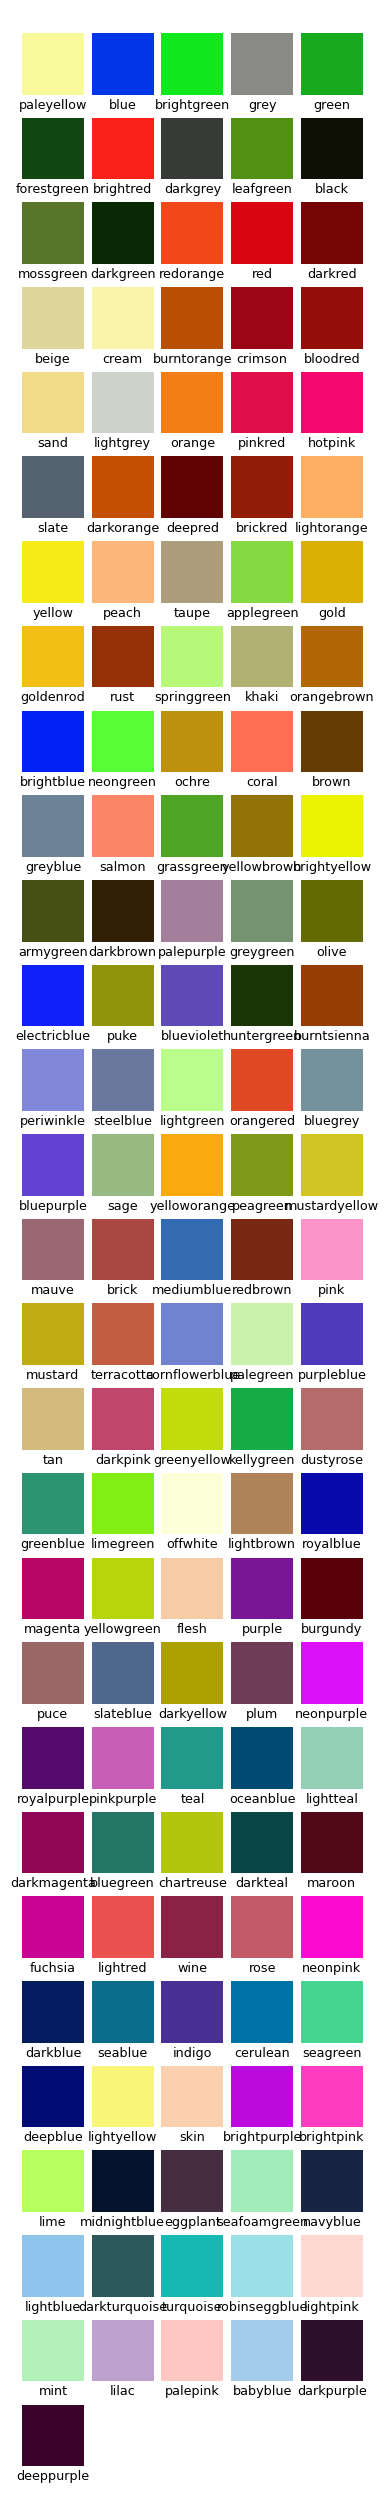 paleyellow blue brightgreen grey green
forestgreen brightred darkgrey leafgreen black
mossgreen darkgreen redorange red darkred
beige cream burntorange crimson bloodred
sand lightgrey orange pinkred hotpink
slate darkorange deepred brickred lightorange
yellow peach taupe applegreen gold
goldenrod rust springgreen khaki orangebrown
brightblue neongreen ochre coral brown
greyblue salmon grassgreen yellowbrown brightyellow
armygreen darkbrown palepurple greygreen olive
electricblue puke blueviolet huntergreen burntsienna
periwinkle steelblue lightgreen orangered bluegrey
bluepurple sage yelloworange peagreen mustardyellow
mauve brick mediumblue redbrown pink
mustard terracotta cornflowerblue palegreen purpleblue
tan darkpink greenyellow kellygreen dustyrose
greenblue limegreen offwhite lightbrown royalblue
magenta yellowgreen flesh purple burgundy
puce slateblue darkyellow plum neonpurple
royalpurple pinkpurple teal oceanblue lightteal
darkmagenta bluegreen chartreuse darkteal maroon
fuchsia lightred wine rose neonpink
darkblue seablue indigo cerulean seagreen
deepblue lightyellow skin brightpurple brightpink
lime midnightblue eggplant seafoamgreen navyblue
lightblue darkturquoise turquoise robinseggblue lightpink
mint lilac palepink babyblue darkpurple
deeppurple